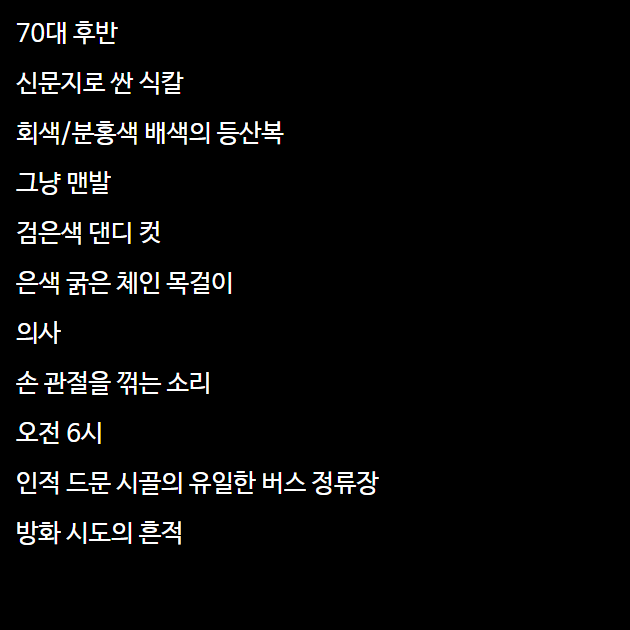 70대 후반
신문지로 싼 식칼
회색/분홍색 배색의 등산복
그냥 맨발
검은색 댄디 컷
은색 굵은 체인 목걸이
의사
손 관절을 꺾는 소리
오전 6시
인적 드문 시골의 유일한 버스 정류장
방화 시도의 흔적